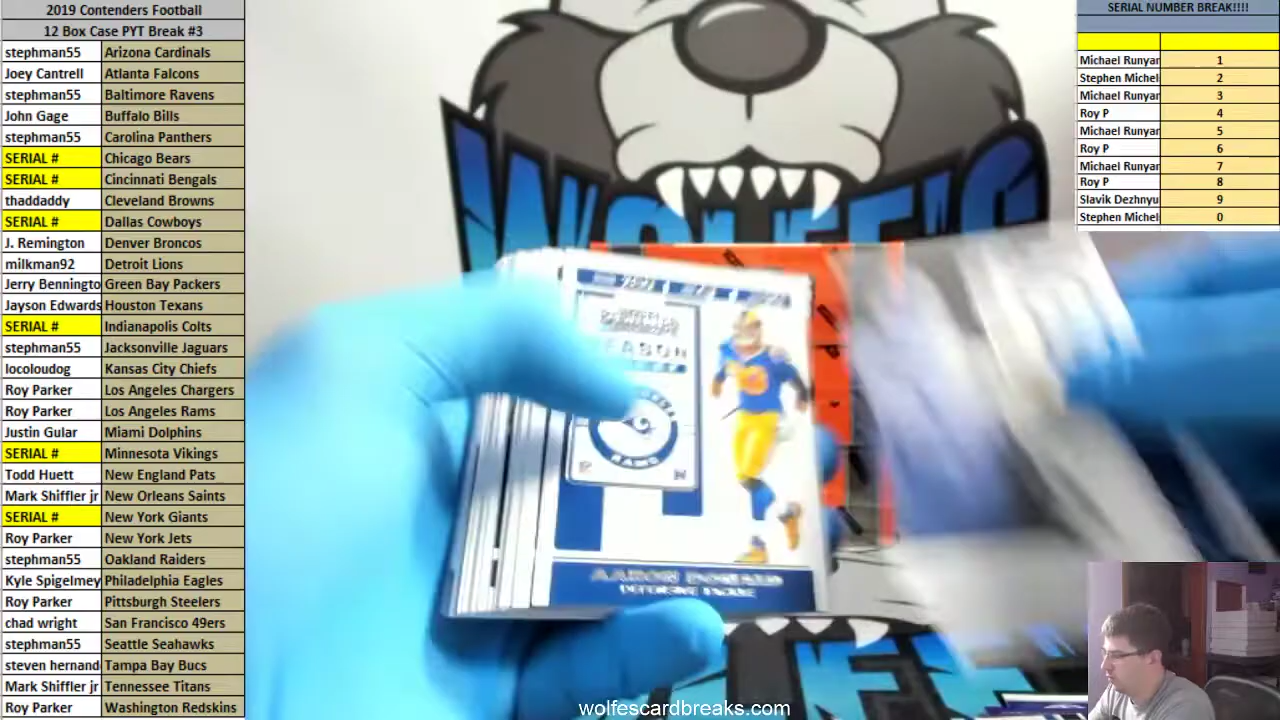 2019 Contenders Football
12 Box Case PYT Break #3
stephman55 Arizona Cardinals
Joey Cantrell Atlanta Falcons
stephman55 Baltimore Ravens
John Gage Buffalo Bills
stephman55 Carolina Panthers
SERIAL # Chicago Bears
SERIAL # Cincinnati Bengals
thaddaddy Cleveland Browns
SERIAL # Dallas Cowboys
J. Remington Denver Broncos
milkman92 Detroit Lions
Jerry Benningto Green Bay Packers
Jayson Edwards Houston Texans
SERIAL # Indianapolis Colts
stephman55 Jacksonville Jaguars
locoloudog Kansas City Chiefs
Roy Parker Los Angeles Chargers
Roy Parker Los Angeles Rams
Justin Gular Miami Dolphins
SERIAL # Minnesota Vikings
Todd Huett New England Pats
Mark Shiffler jr New Orleans Saints
SERIAL # New York Giants
Roy Parker New York Jets
stephman55 Oakland Raiders
Kyle Spigelmey Philadelphia Eagles
Roy Parker Pittsburgh Steelers
chad wright San Francisco 49ers
stephman55 Seattle Seahawks
steven hernand Tampa Bay Bucs
Mark Shiffler jr Tennessee Titans
Roy Parker Washington Redskins
SERIAL NUMBER BREAK!!!!
Michael Runyan 1
Stephen Michel 2
Michael Runyan 3
Roy P 4
Michael Runyan 5
Roy P 6
Michael Runyan 7
Roy P 8
Slavik Dezhnyu 9
Stephen Michel 0
WOLFE'S
RAMS
AARON DONALD
wolfescardbreaks.com